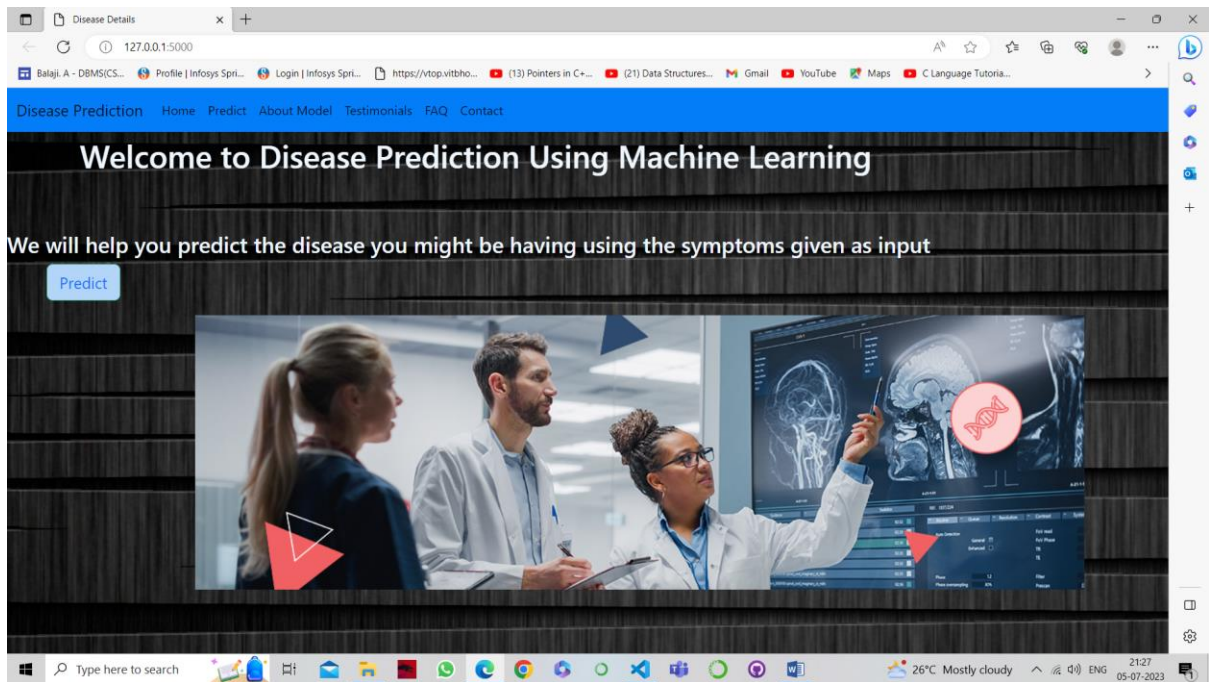 Disease Details
127.0.0.1:5000
Balaji. A - DBMS(CS... Profile | Infosys Spri... Login | Infosys Spri... https://vtop.vitbho... (13) Pointers in C+... (21) Data Structures... Gmail YouTube Maps C Language Tutoria...
Disease Prediction Home Predict About Model Testimonials FAQ Contact
Welcome to Disease Prediction Using Machine Learning
We will help you predict the disease you might be having using the symptoms given as input
Predict
Type here to search
26°C Mostly cloudy ENG 21:27
05-07-2023